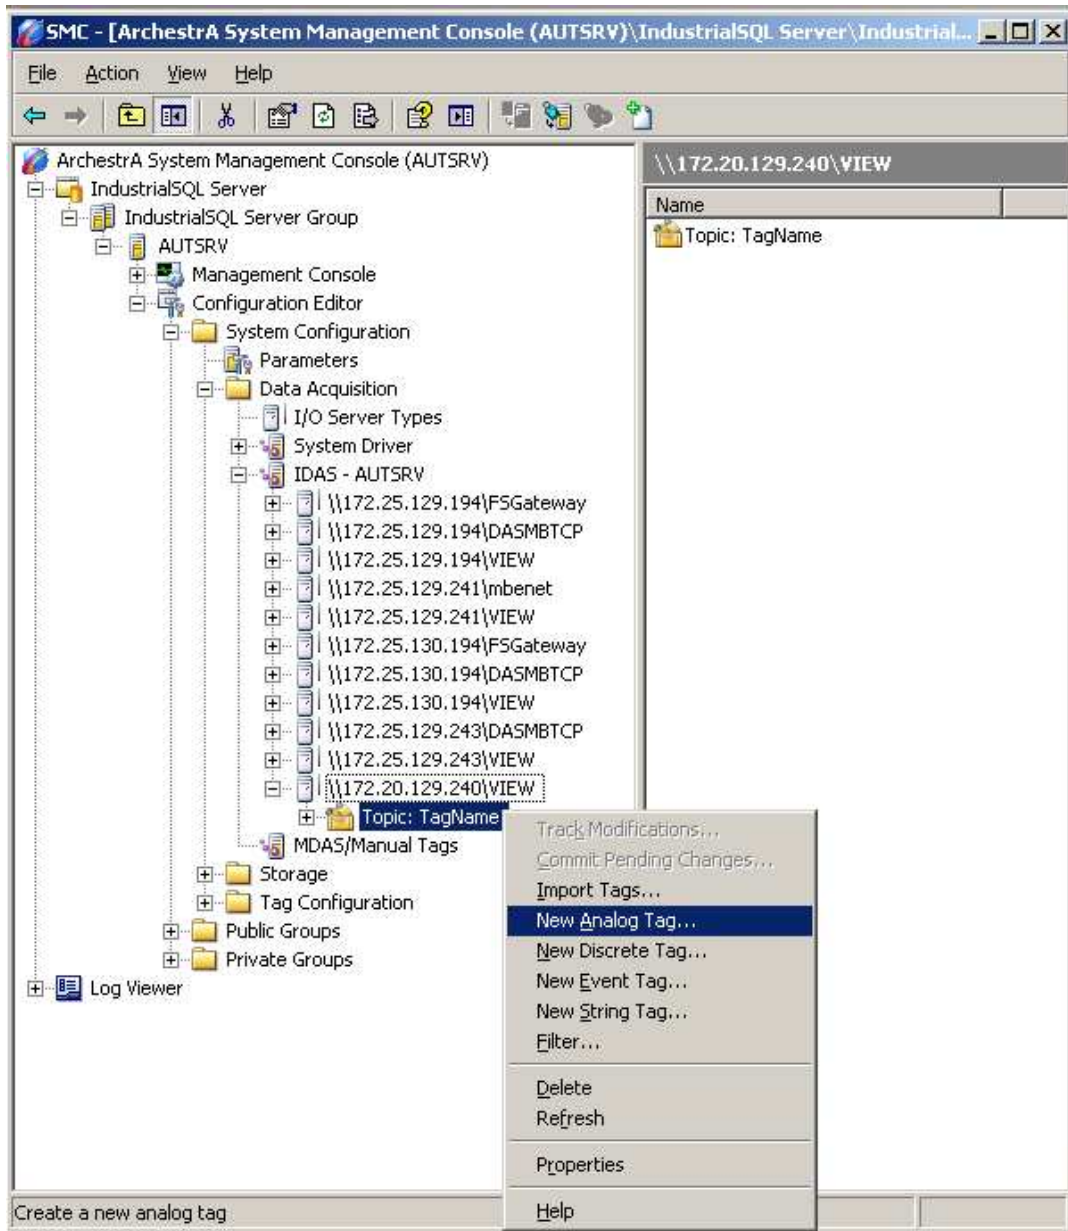 SMC - [ArchestrA System Management Console (AUTSRV)\IndustrialSQL Server\Industrial...
File Action View Help
ArchestrA System Management Console (AUTSRV)
IndustrialSQL Server
IndustrialSQL Server Group
AUTSRV
Management Console
Configuration Editor
System Configuration
Parameters
Data Acquisition
I/O Server Types
System Driver
IDAS - AUTSRV
\\172.25.129.194\FSGateway
\\172.25.129.194\DASMBTCP
\\172.25.129.194\VIEW
\\172.25.129.241\mbenet
\\172.25.129.241\VIEW
\\172.25.130.194\FSGateway
\\172.25.130.194\DASMBTCP
\\172.25.130.194\VIEW
\\172.25.129.243\DASMBTCP
\\172.25.129.243\VIEW
\\172.20.129.240\VIEW
Topic: TagName
MDAS/Manual Tags
Storage
Tag Configuration
Public Groups
Private Groups
Log Viewer
\\172.20.129.240\VIEW
Name
Topic: TagName
Track Modifications...
Commit Pending Changes...
Import Tags...
New Analog Tag...
New Discrete Tag...
New Event Tag...
New String Tag...
Filter...
Delete
Refresh
Properties
Help
Create a new analog tag